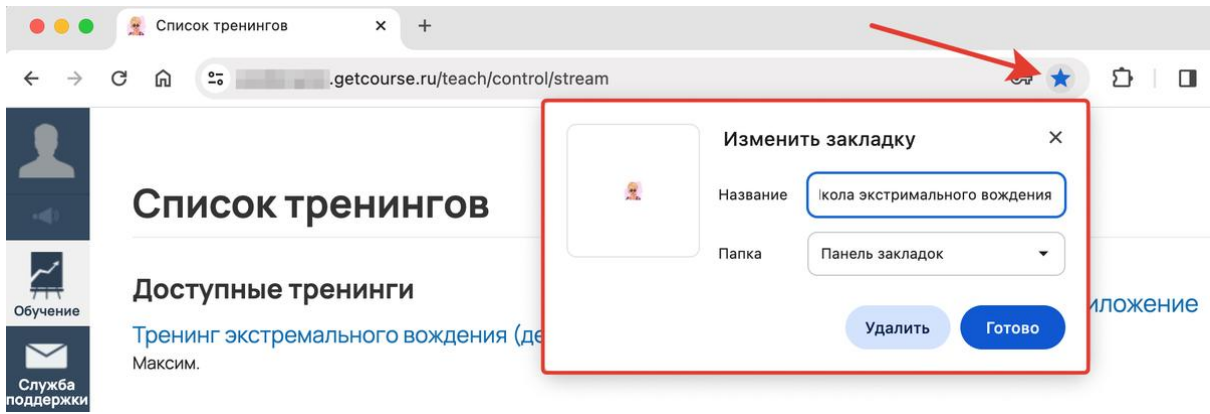 Список тренингов
.getcourse.ru/teach/control/stream
Изменить закладку
Название
кола экстримального вождения
Папка
Панель закладок
Удалить
Готово
Список тренингов
Доступные тренинги
Тренинг экстремального вождения (де
иложение
Максим.
Обучение
Служба
поддержки